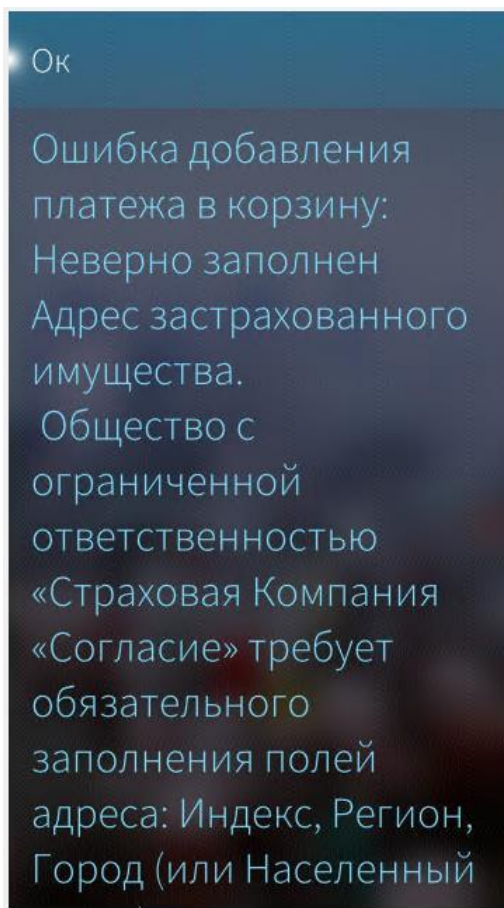 Ок
Ошибка добавления
платежа в корзину:
Неверно заполнен
Адрес застрахованного
имущества.
Общество с
ограниченной
ответственностью
«Страховая Компания
«Согласие» требует
обязательного
заполнения полей
адреса: Индекс, Регион,
Город (или Населенный